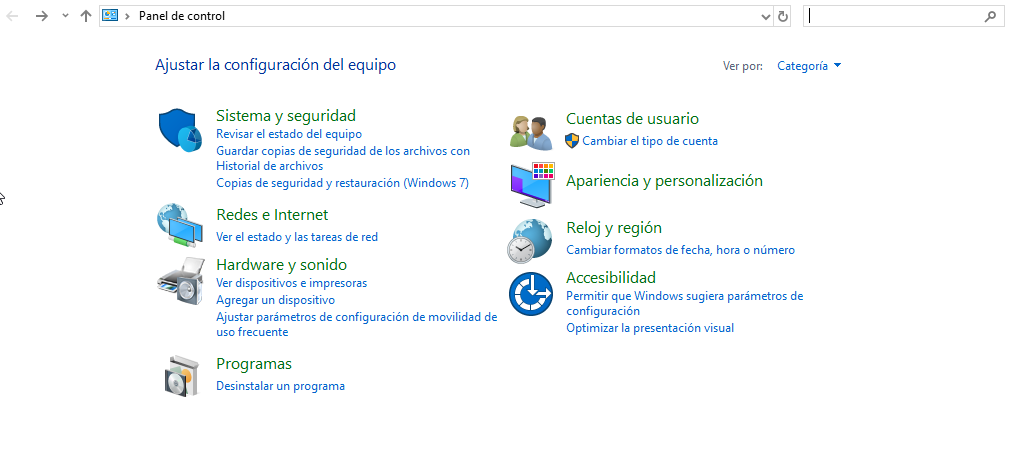 Panel de control
Ajustar la configuración del equipo
Ver por:
Categoría
Sistema y seguridad
Revisar el estado del equipo
Guardar copias de seguridad de los archivos con
Historial de archivos
Copias de seguridad y restauración (Windows 7)
Redes e Internet
Ver el estado y las tareas de red
Hardware y sonido
Ver dispositivos e impresoras
Agregar un dispositivo
Ajustar parámetros de configuración de movilidad de
uso frecuente
Programas
Desinstalar un programa
Cuentas de usuario
Cambiar el tipo de cuenta
Apariencia y personalización
Reloj y región
Cambiar formatos de fecha, hora o número
Accesibilidad
Permitir que Windows sugiera parámetros de
configuración
Optimizar la presentación visual